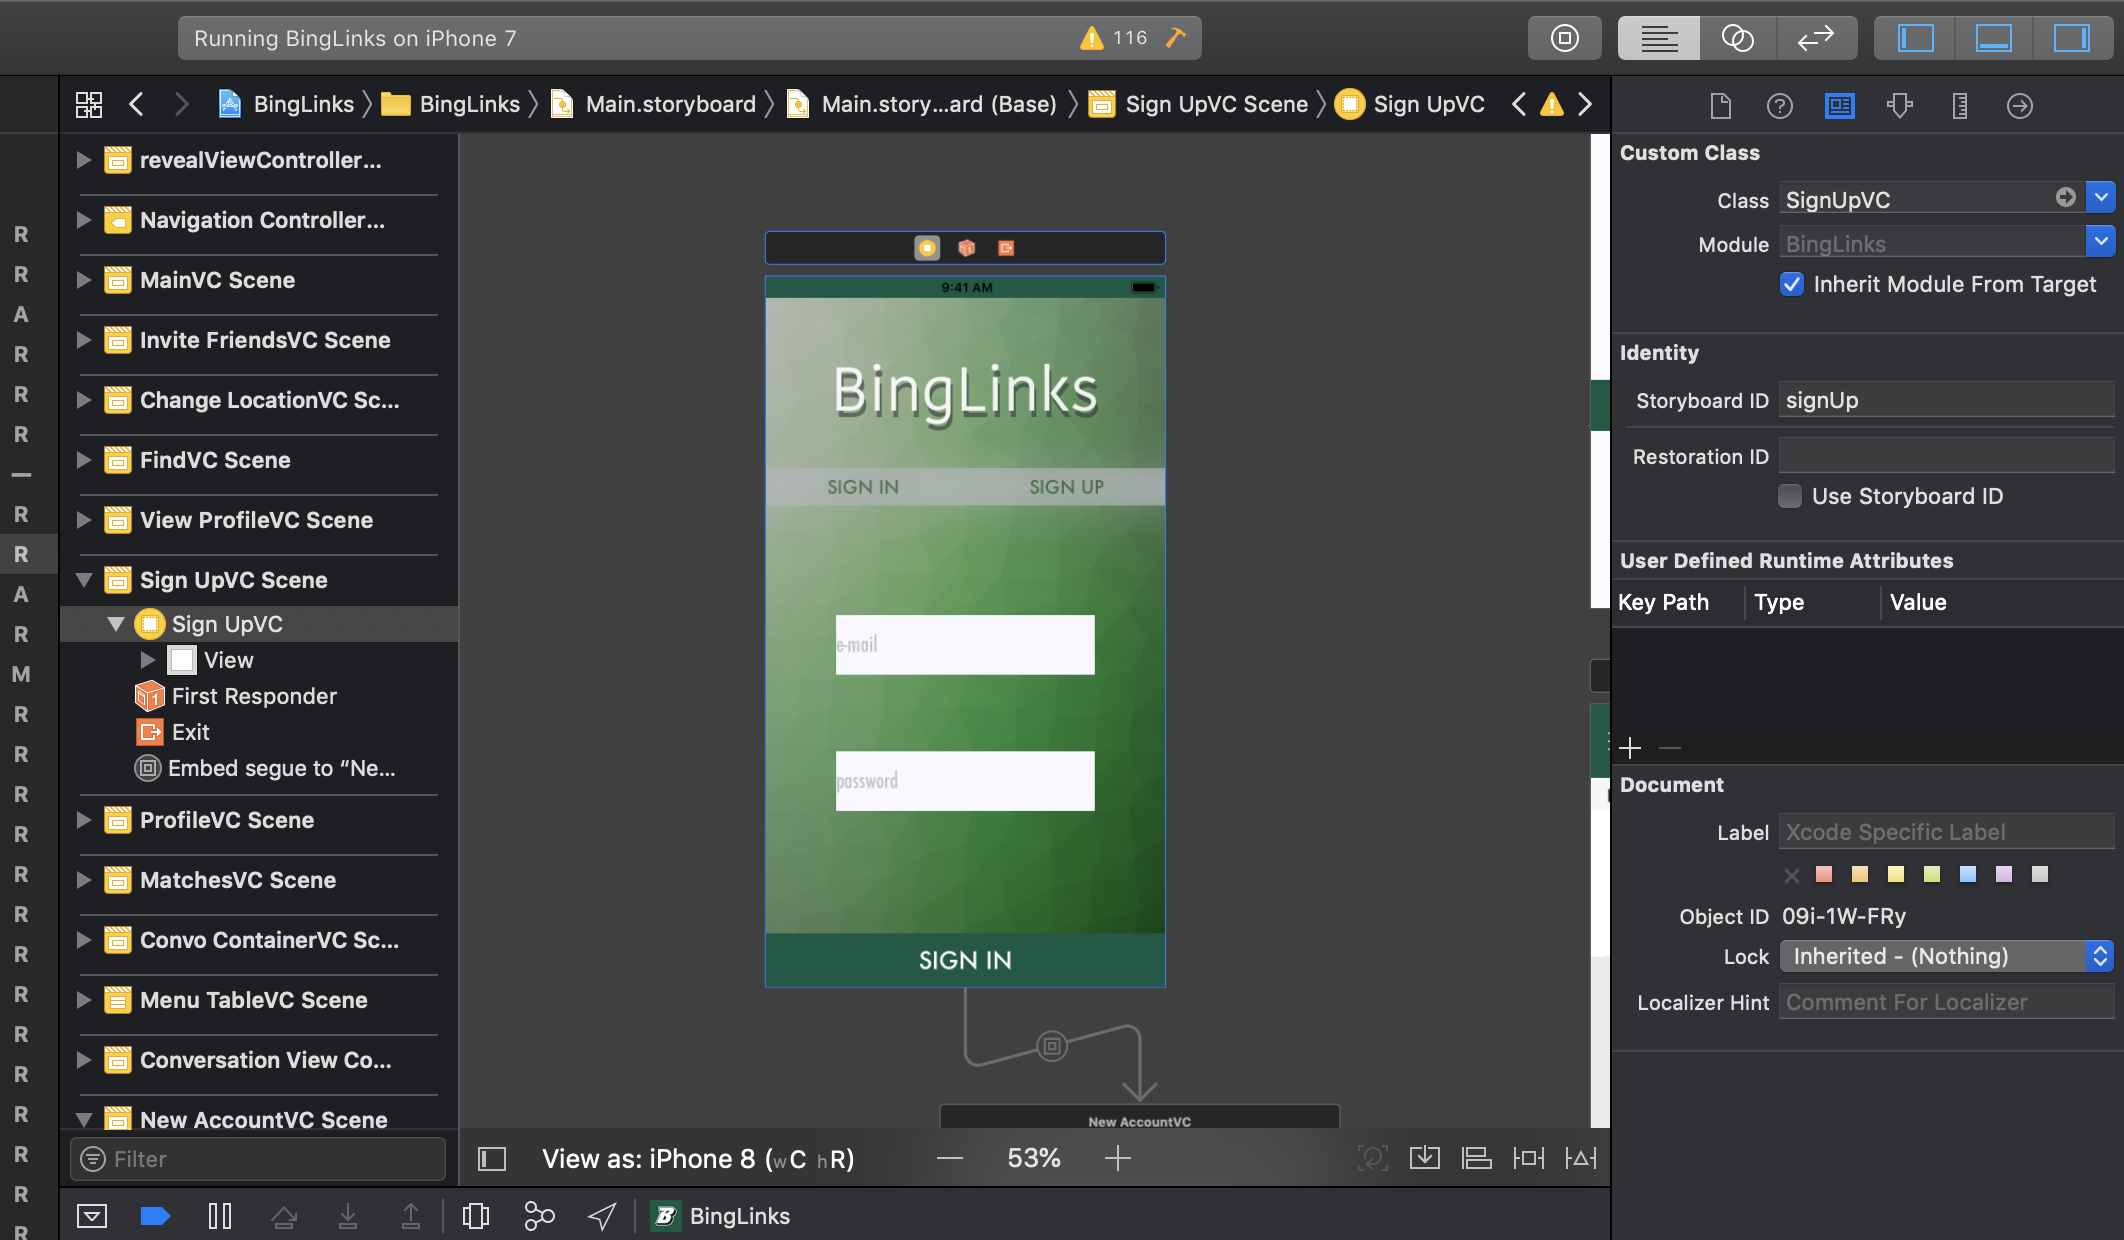 Running BingLinks on iPhone 7
116
BingLinks
BingLinks
Main.storyboard
Main.story...ard (Base)
Sign UpVC Scene
Sign UpVC
R
R
A
R
R
R
—
R
R
A
R
M
R
R
R
R
R
R
R
R
R
R
R
R
R
R
revealViewController...
Navigation Controller...
MainVC Scene
Invite FriendsVC Scene
Change LocationVC Sc...
FindVC Scene
View ProfileVC Scene
Sign UpVC Scene
Sign UpVC
View
First Responder
Exit
Embed segue to “Ne...
ProfileVC Scene
MatchesVC Scene
Convo ContainerVC Sc...
Menu TableVC Scene
Conversation View Co...
New AccountVC Scene
Filter
9:41 AM
BingLinks
SIGN IN
SIGN UP
e-mail
password
SIGN IN
New AccountVC
View as: iPhone 8 (wC hR)
53%
BingLinks
Custom Class
Class
SignUpVC
Module
BingLinks
Inherit Module From Target
Identity
Storyboard ID
signUp
Restoration ID
Use Storyboard ID
User Defined Runtime Attributes
Key Path
Type
Value
Document
Label
Xcode Specific Label
Object ID
09i-1W-FRy
Lock
Inherited - (Nothing)
Localizer Hint
Comment For Localizer